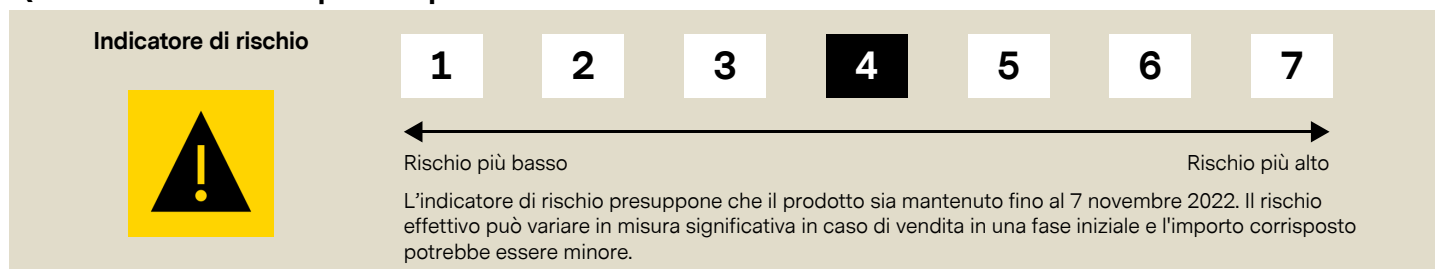 Indicatore di rischio
1 2 3 4 5 6 7
Rischio più basso Rischio più alto
L'indicatore di rischio presuppone che il prodotto sia mantenuto fino al 7 novembre 2022. Il rischio
effettivo può variare in misura significativa in caso di vendita in una fase iniziale e l'importo corrisposto
potrebbe essere minore.